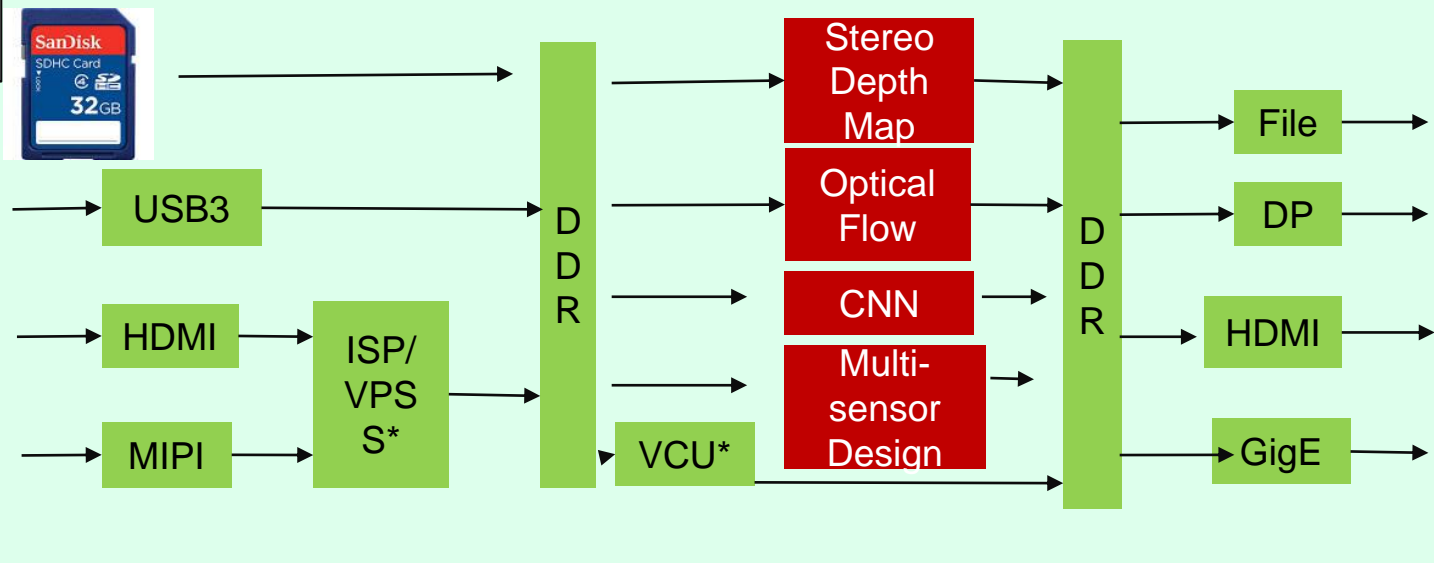 SanDisk
SDHC Card
4
32GB
USB3
HDMI
MIPI
ISP/
VPS
S*
D
D
R
VCU*
Stereo
Depth
Map
Optical
Flow
CNN
Multi-
sensor
Design
D
D
R
File
DP
HDMI
GigE